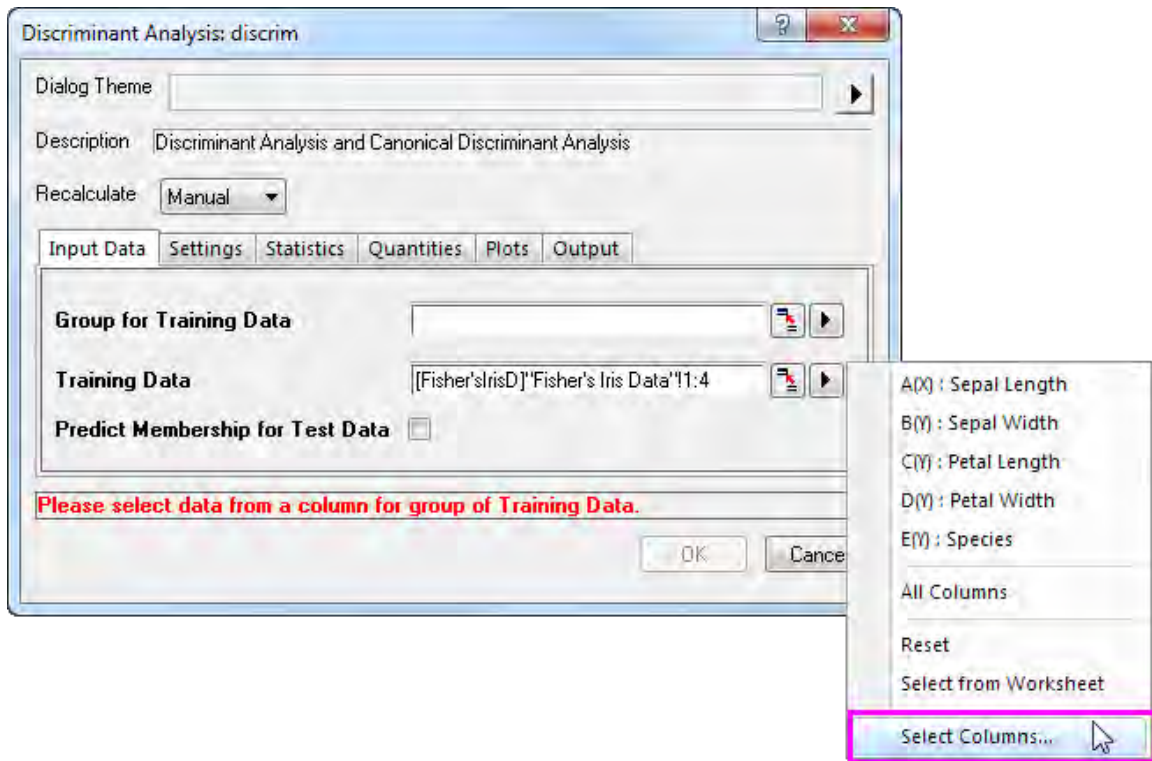 Discriminant Analysis: discrim
Dialog Theme
Description Discriminant Analysis and Canonical Discriminant Analysis
Recalculate Manual
Input Data Settings Statistics Quantities Plots Output
Group for Training Data
Training Data [Fisher'sIrisD]"Fisher's Iris Data"!1:4
Predict Membership for Test Data
Please select data from a column for group of Training Data.
OK Cance
A(X) : Sepal Length
B(Y) : Sepal Width
C(Y) : Petal Length
D(Y) : Petal Width
E(Y) : Species
All Columns
Reset
Select from Worksheet
Select Columns...